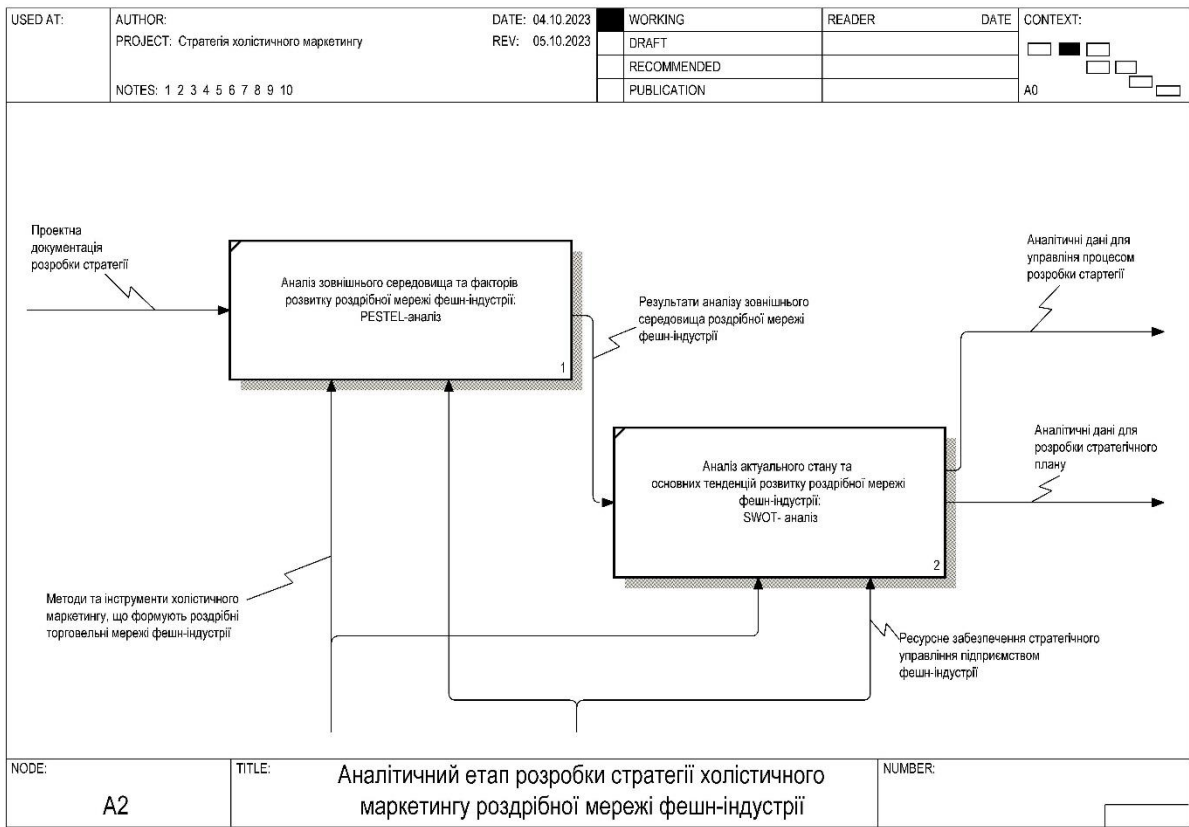 USED AT:
AUTHOR:
DATE: 04.10.2023
PROJECT: Стратегія холістичного маркетингу
REV: 05.10.2023
NOTES: 1 2 3 4 5 6 7 8 9 10
WORKING
DRAFT
RECOMMENDED
PUBLICATION
READER
DATE
CONTEXT:
A0
Проектна
документація
розробки стратегії
Аналіз зовнішнього середовища та факторів
розвитку роздрібної мережі фешн-індустрії:
PESTEL-аналіз
1
Результати аналізу зовнішнього
середовища роздрібної мережі
фешн-індустрії
Аналітичні дані для
управліня процесом
розробки стартегії
Аналіз актуального стану та
основних тенденцій розвитку роздрібної мережі
фешн-індустрії:
SWOT- аналіз
2
Аналітичні дані для
розробки стратегічного
плану
Методи та інструменти холістичного
маркетингу, що формують роздрібні
торговельні мережі фешн-індустрії
Ресурсне забезпечення стратегічного
управління підприємством
фешн-індустрії
NODE:
A2
TITLE:
Аналітичний етап розробки стратегії холістичного
маркетингу роздрібної мережі фешн-індустрії
NUMBER: